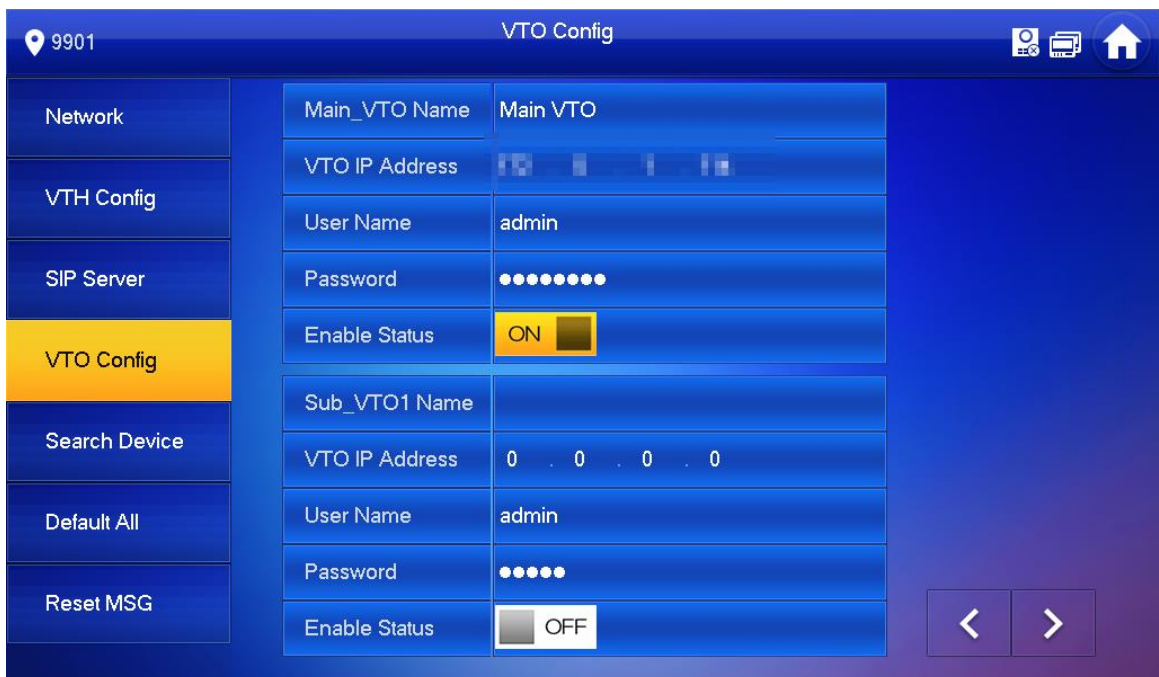 9901
VTO Config
Network
VTH Config
SIP Server
VTO Config
Search Device
Default All
Reset MSG
Main_VTO Name Main VTO
VTO IP Address
User Name admin
Password ●●●●●●●●
Enable Status ON
Sub_VTO1 Name
VTO IP Address 0 . 0 . 0 . 0
User Name admin
Password ●●●●●
Enable Status OFF